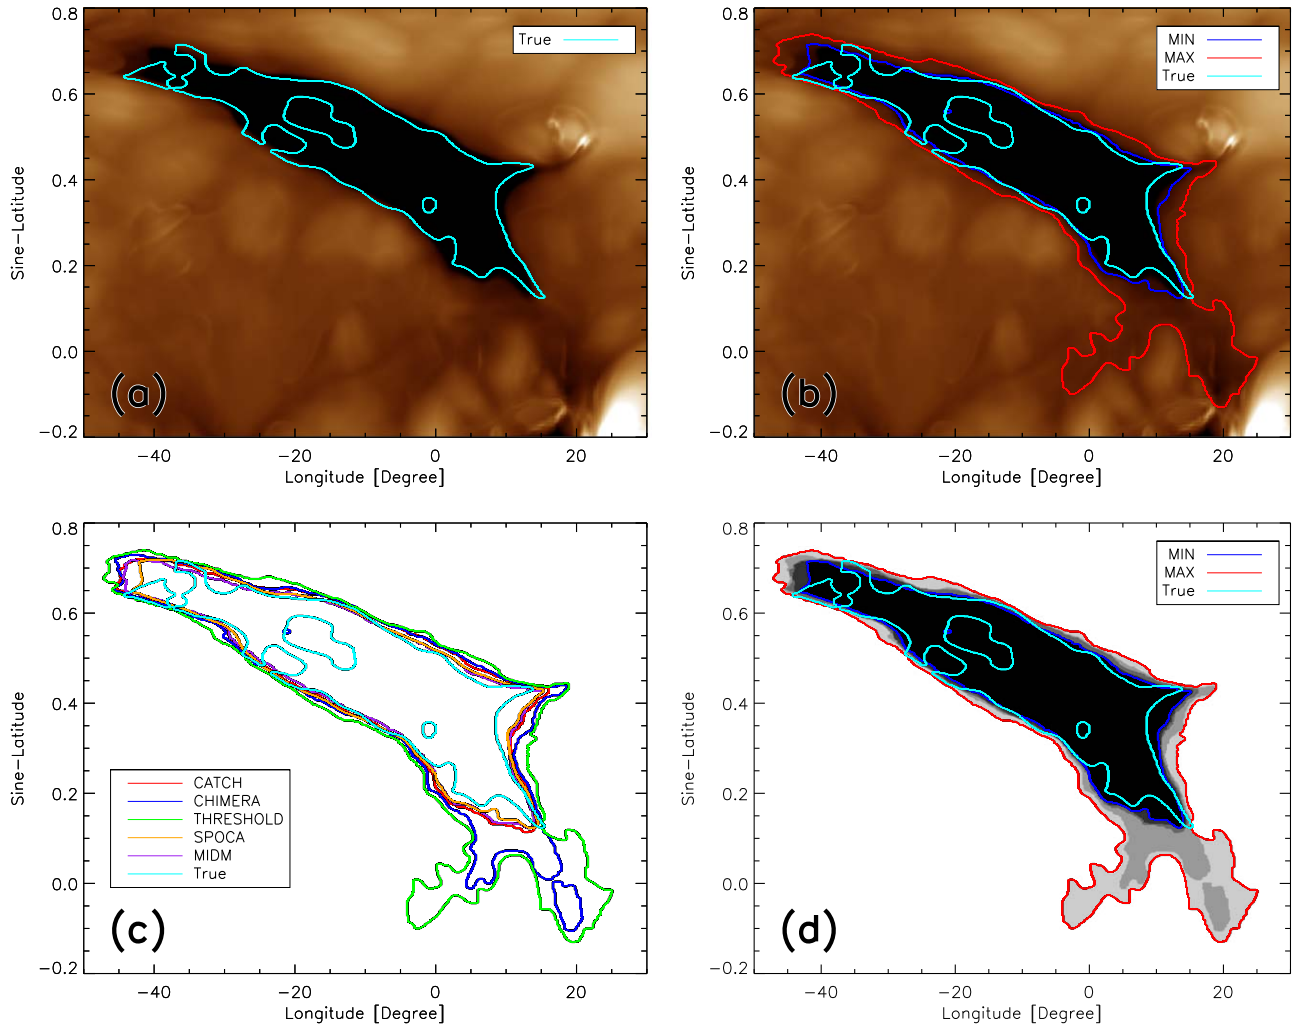 0.8
0.6
0.4
0.2
0.0
-0.2
Sine-Latitude
True
(a)
-40 -20 0 20
Longitude [Degree]
0.8
0.6
0.4
0.2
0.0
-0.2
Sine-Latitude
MIN
MAX
True
(b)
-40 -20 0 20
Longitude [Degree]
0.8
0.6
0.4
0.2
0.0
-0.2
Sine-Latitude
CATCH
CHIMERA
THRESHOLD
SPOCA
MIDM
True
(c)
-40 -20 0 20
Longitude [Degree]
0.8
0.6
0.4
0.2
0.0
-0.2
Sine-Latitude
MIN
MAX
True
(d)
-40 -20 0 20
Longitude [Degree]